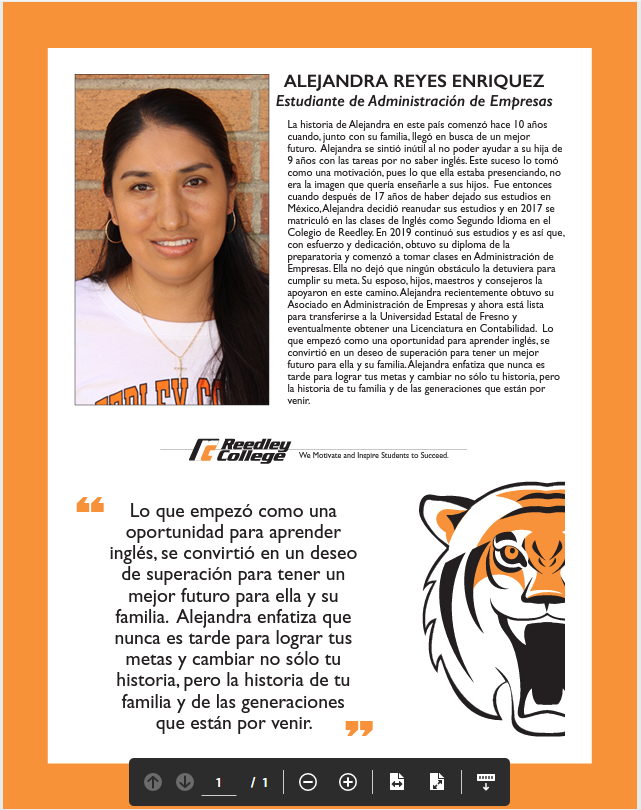 ALEJANDRA REYES ENRIQUEZ
Estudiante de Administración de Empresas
La historia de Alejandra en este país comenzó hace 10 años
cuando, junto con su familia, llegó en busca de un mejor
futuro. Alejandra se sintió inútil al no poder ayudar a su hija de
9 años con las tareas por no saber inglés. Este suceso lo tomó
como una motivación, pues lo que ella estaba presenciando, no
era la imagen que quería enseñarle a sus hijos. Fue entonces
cuando después de 17 años de haber dejado sus estudios en
México, Alejandra decidió reanudar sus estudios y en 2017 se
matriculó en las clases de Inglés como Segundo Idioma en el
Colegio de Reedley. En 2019 continuó sus estudios y es así que,
con esfuerzo y dedicación, obtuvo su diploma de la
preparatoria y comenzó a tomar clases en Administración de
Empresas. Ella no dejó que ningún obstáculo la detuviera para
cumplir su meta. Su esposo, hijos, maestros y consejeros la
apoyaron en este camino. Alejandra recientemente obtuvo su
Asociado en Administración de Empresas y ahora está lista
para transferirse a la Universidad Estatal de Fresno y
eventualmente obtener una Licenciatura en Contabilidad. Lo
que empezó como una oportunidad para aprender inglés, se
convirtió en un deseo de superación para tener un mejor
futuro para ella y su familia. Alejandra enfatiza que nunca es
tarde para lograr tus metas y cambiar no sólo tu historia, pero
la historia de tu familia y de las generaciones que están por
venir.
Reedley
College
We Motivate and Inspire Students to Succeed.
“ Lo que empezó como una
oportunidad para aprender
inglés, se convirtió en un deseo
de superación para tener un
mejor futuro para ella y su
familia. Alejandra enfatiza que
nunca es tarde para lograr tus
metas y cambiar no sólo tu
historia, pero la historia de tu
familia y de las generaciones
que están por venir. ”
1 / 1